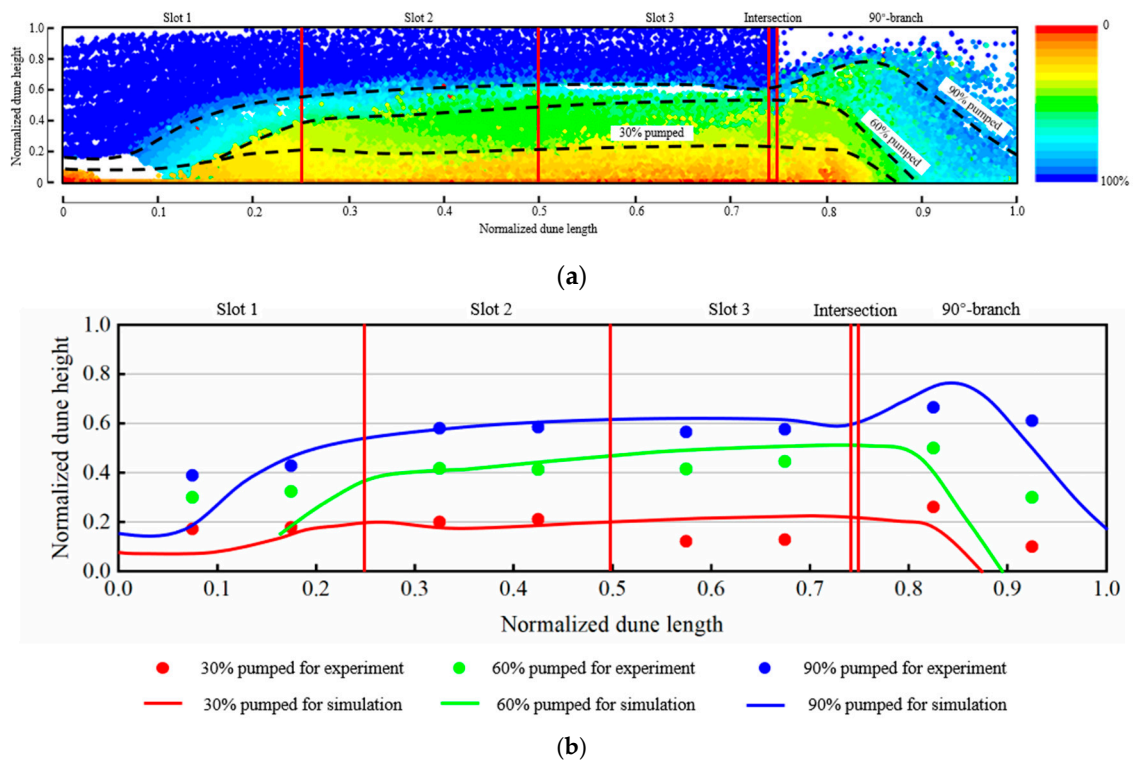 Slot 1 Slot 2 Slot 3 Intersection 90°-branch
Normalized dune height
1.0
0.8
0.6
0.4
0.2
0
90% pumped
60% pumped
30% pumped
0
100%
0 0.1 0.2 0.3 0.4 0.5 0.6 0.7 0.8 0.9 1.0
Normalized dune length
(a)
Slot 1 Slot 2 Slot 3 Intersection 90°-branch
Normalized dune height
1.0
0.8
0.6
0.4
0.2
0.0
0.0 0.1 0.2 0.3 0.4 0.5 0.6 0.7 0.8 0.9 1.0
Normalized dune length
30% pumped for experiment 60% pumped for experiment 90% pumped for experiment
30% pumped for simulation 60% pumped for simulation 90% pumped for simulation
(b)